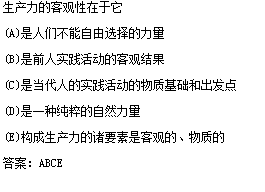 生产力的客观性在于它
(A)是人们不能自由选择的力量
(B)是前人实践活动的客观结果
(C)是当代人的实践活动的物质基础和出发点
(D)是一种纯粹的自然力量
(E)构成生产力的诸要素是客观的、物质的
答案：ABCE